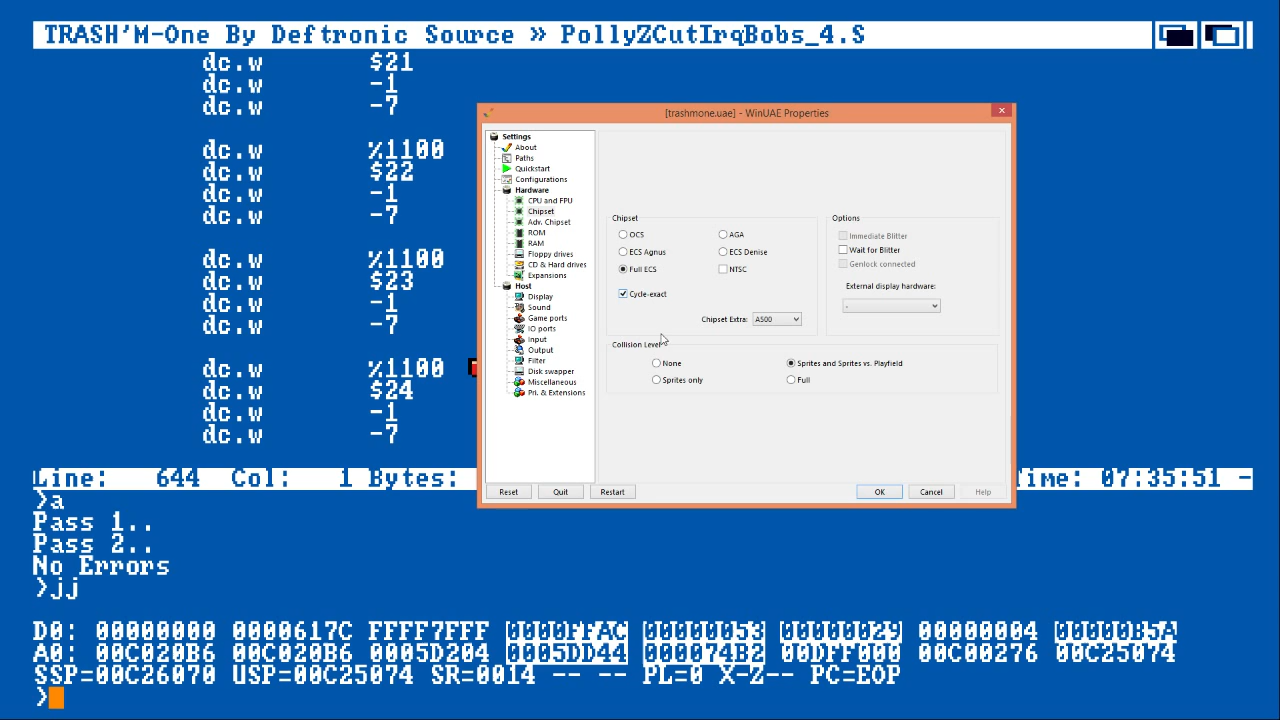 TRASH'M-One By Deftronic Source » PollyZCutIrqBobs_4.S
dc.w $21
dc.w -1
dc.w -7
dc.w %1100
dc.w $22
dc.w -1
dc.w -7
dc.w %1100
dc.w $23
dc.w -1
dc.w -7
dc.w %1100
dc.w $24
dc.w -1
dc.w -7
[trashmone.uae] - WinUAE Properties
Settings
About
Paths
Quickstart
Configurations
Hardware
CPU and FPU
Chipset
Adv. Chipset
ROM
RAM
Floppy drives
CD & Hard drives
Expansions
Host
Display
Sound
Game ports
IO ports
Input
Output
Filter
Disk swapper
Miscellaneous
Pri. & Extensions
Chipset
OCS AGA
ECS Agnus ECS Denise
Full ECS NTSC
Cycle-exact
Chipset Extra: A500
Options
Immediate Blitter
Wait for Blitter
Genlock connected
External display hardware:
-
Collision Level
None Sprites and Sprites vs. Playfield
Sprites only Full
Reset Quit Restart OK Cancel Help
Line: 644 Col: 1 Bytes: Time: 07:35:51 -
>a
Pass 1..
Pass 2..
No Errors
>jj
D0: 00000000 0000617C FFFF7FFF 0000FFAC 00000053 00000029 00000004 00000B5A
A0: 00C020B6 00C020B6 0005D204 0005DD44 000074B2 00DFF000 00C00276 00C25074
SSP=00C26070 USP=00C25074 SR=0014 -- -- PL=0 X-Z-- PC=EOP
>